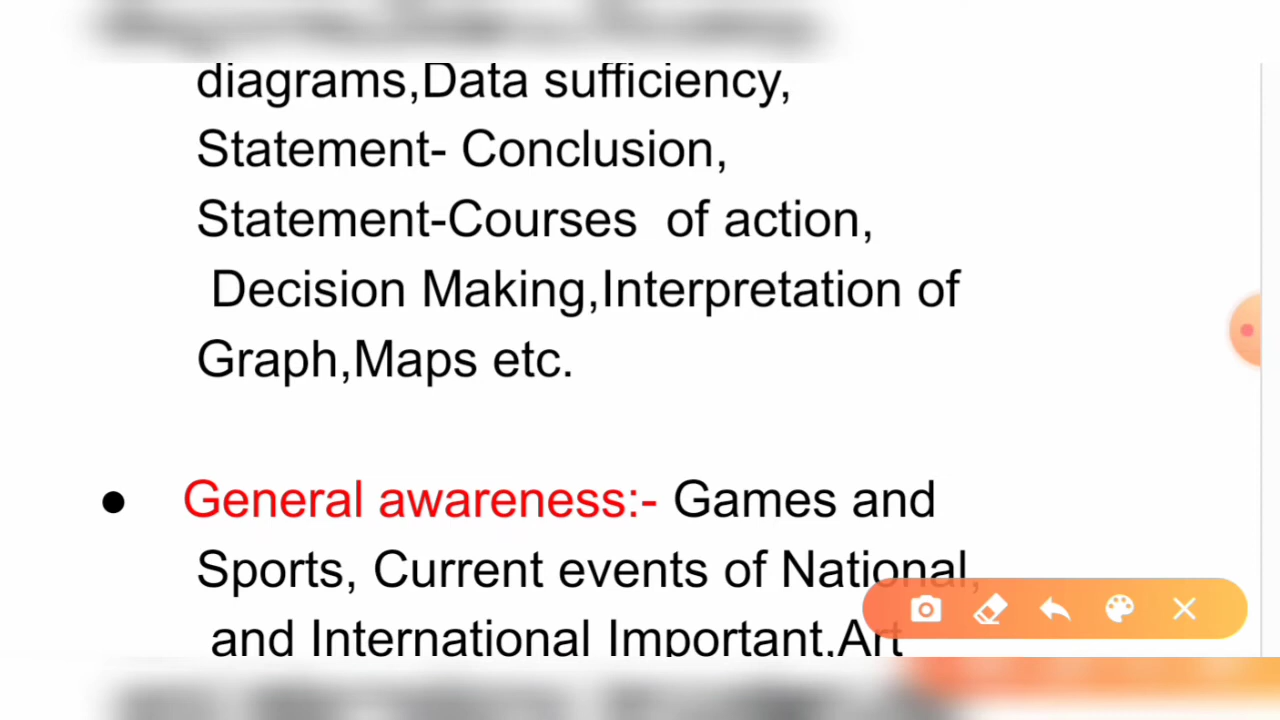 diagrams,Data sufficiency,
Statement- Conclusion,
Statement-Courses  of action,
Decision Making,Interpretation of
Graph,Maps etc.
● General awareness:- Games and
Sports, Current events of National,
and International Important,Art